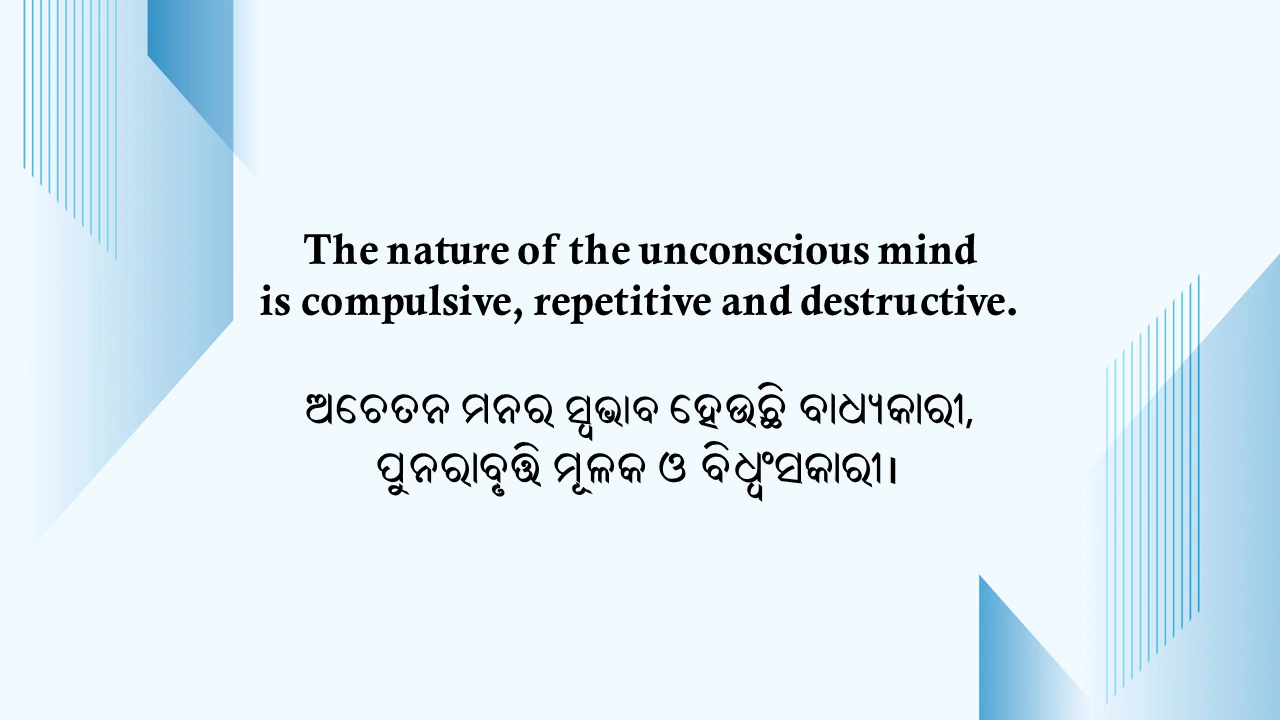 The nature of the unconscious mind
is compulsive, repetitive and destructive.
ଅଚେତନ ମନର ସ୍ୱଭାବ ହେଉଛି ବାଧ୍ୟକାରୀ,
ପୁନରାବୃତ୍ତି ମୂଳକ ଓ ବିଧ୍ୱଂସକାରୀ।